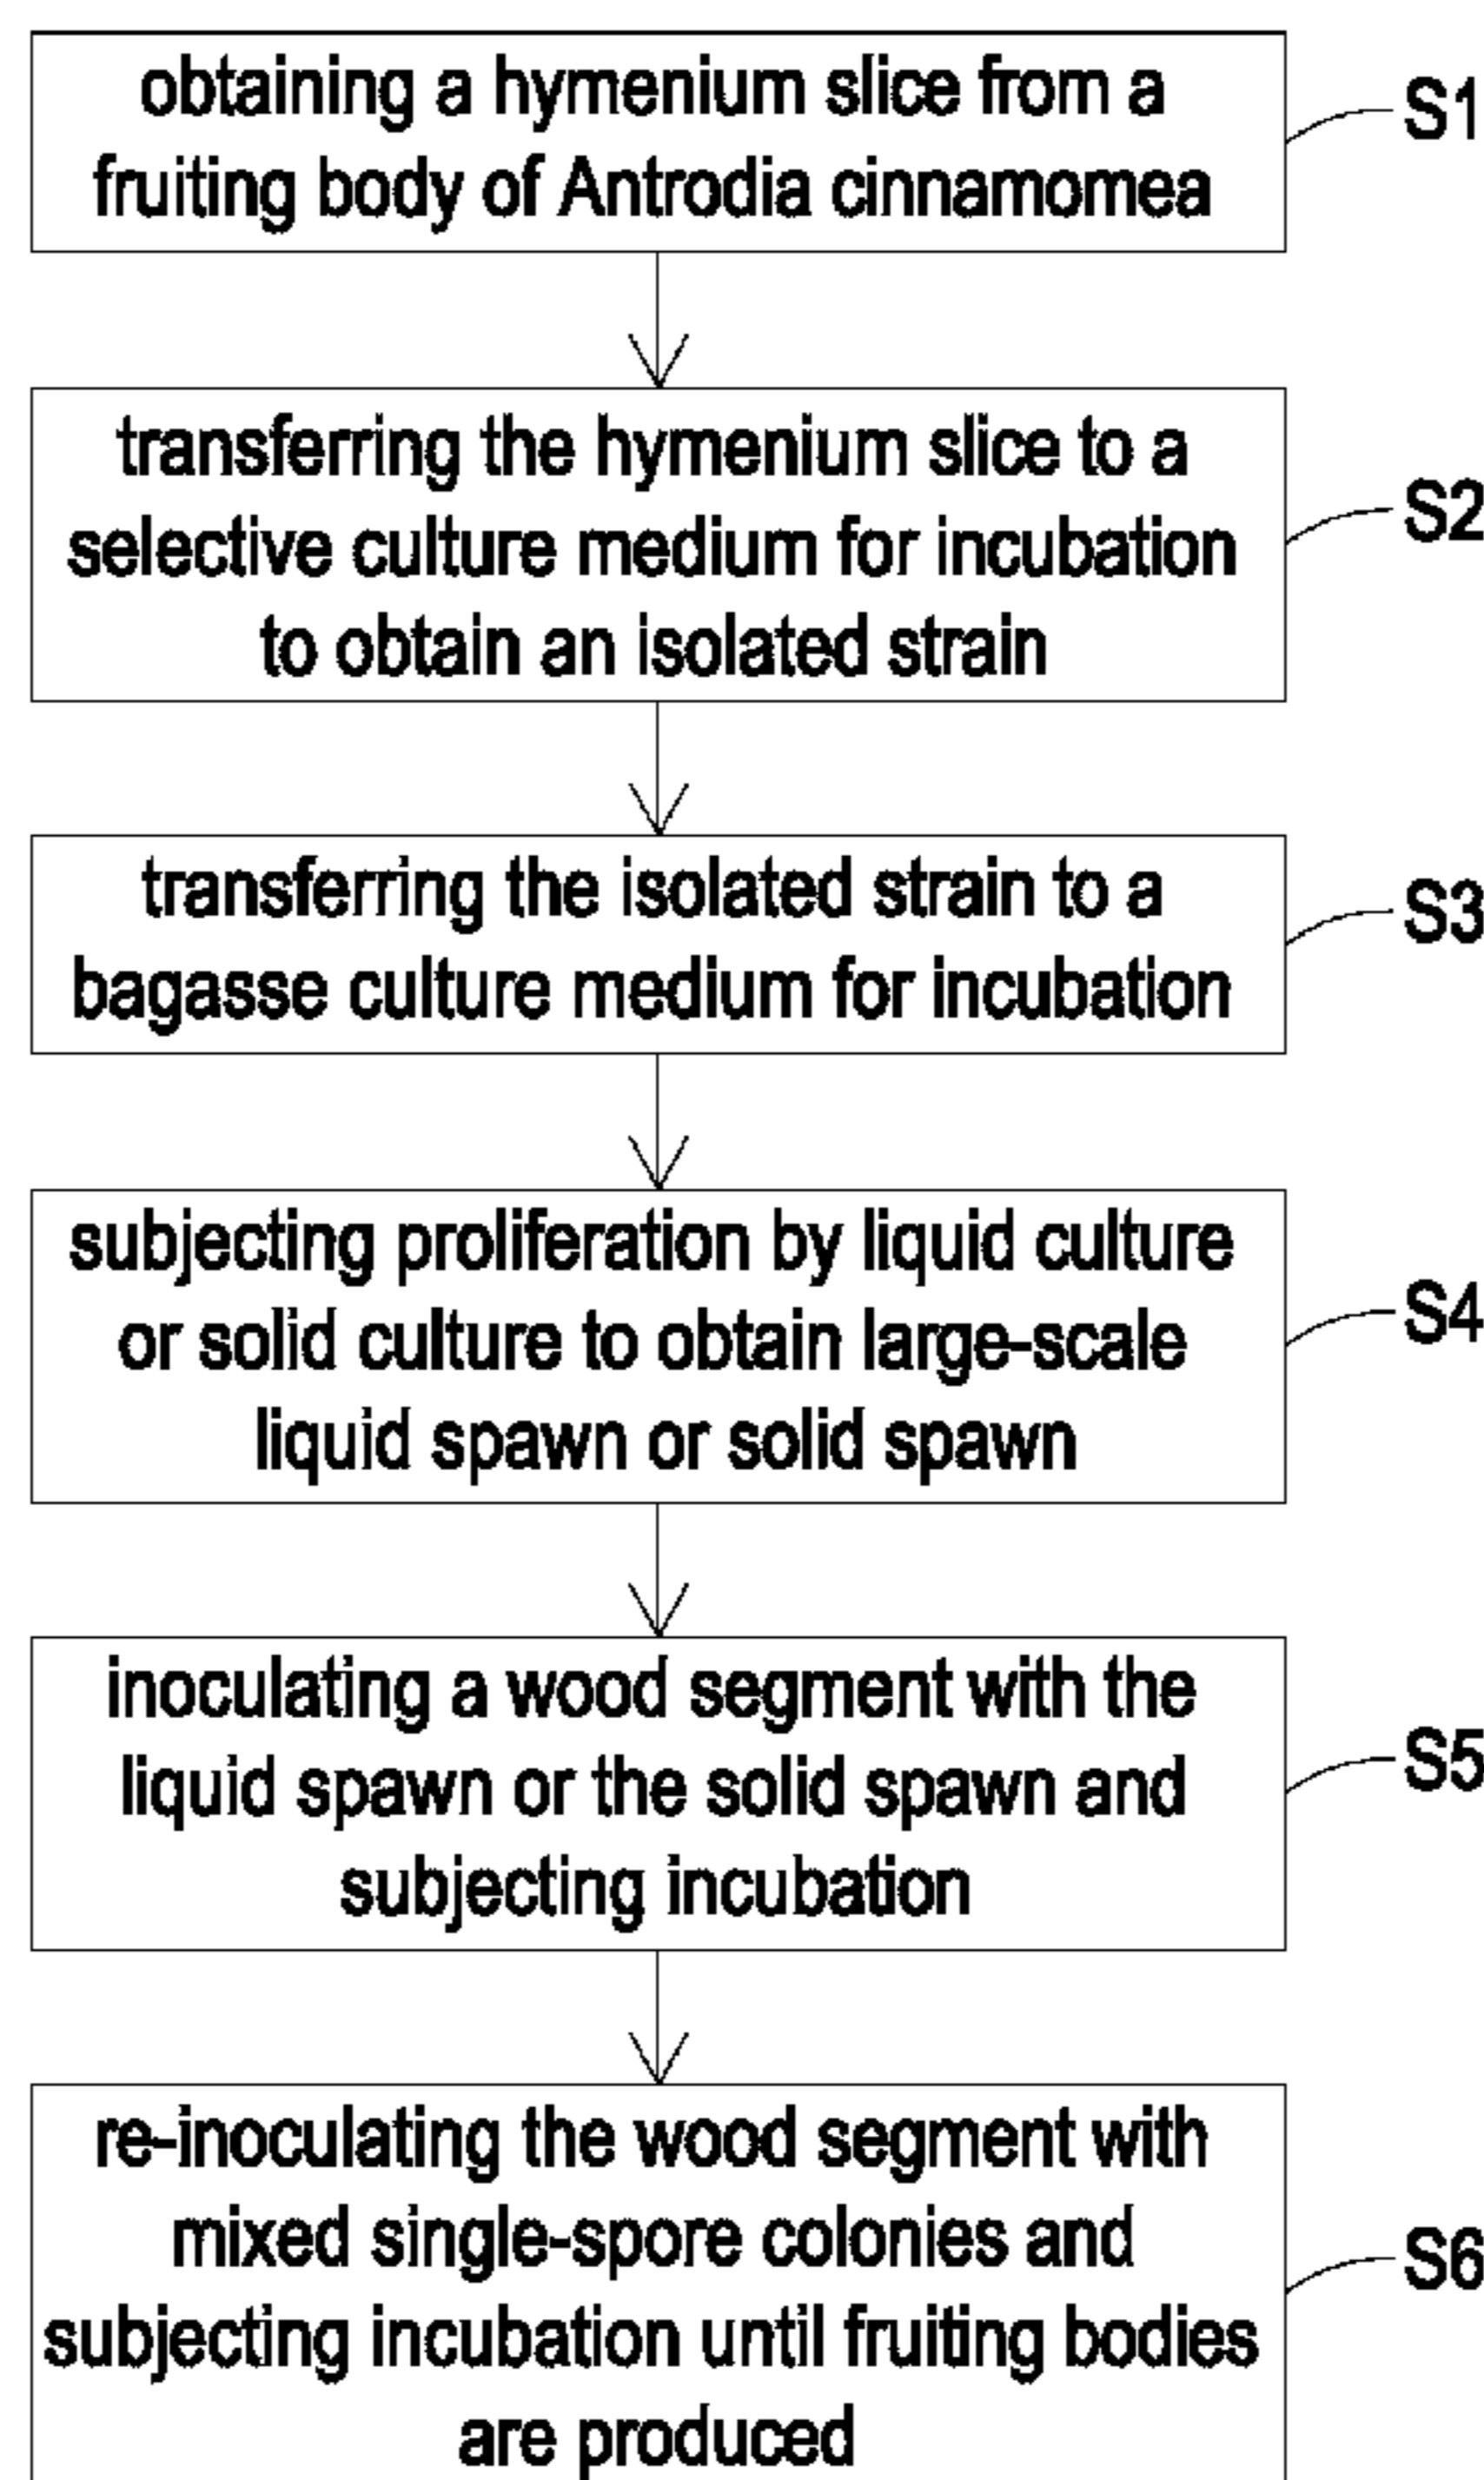 obtaining a hymenium slice from a
fruiting body of Antrodia cinnamomea
S1
transferring the hymenium slice to a
selective culture medium for incubation
to obtain an isolated strain
S2
transferring the isolated strain to a
bagasse culture medium for incubation
S3
subjecting proliferation by liquid culture
or solid culture to obtain large-scale
liquid spawn or solid spawn
S4
inoculating a wood segment with the
liquid spawn or the solid spawn and
subjecting incubation
S5
re-inoculating the wood segment with
mixed single-spore colonies and
subjecting incubation until fruiting bodies
are produced
S6